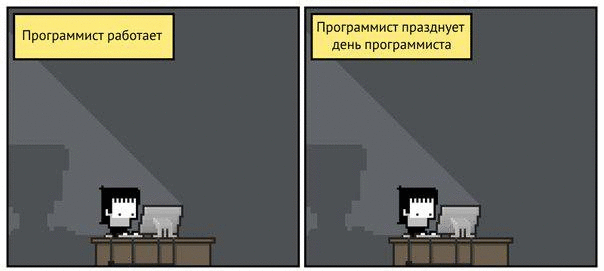 Программист работает
Программист празднует
день программиста